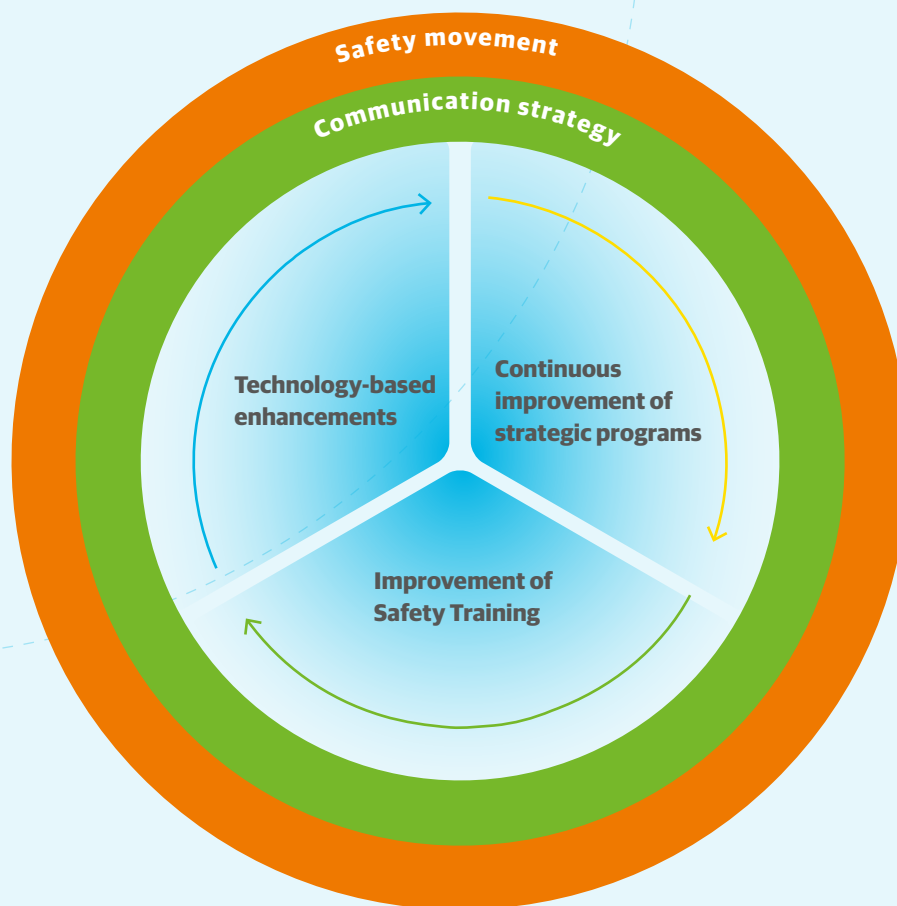 Safety movement
Communication strategy
Technology-based
enhancements
Continuous
improvement of
strategic programs
Improvement of
Safety Training